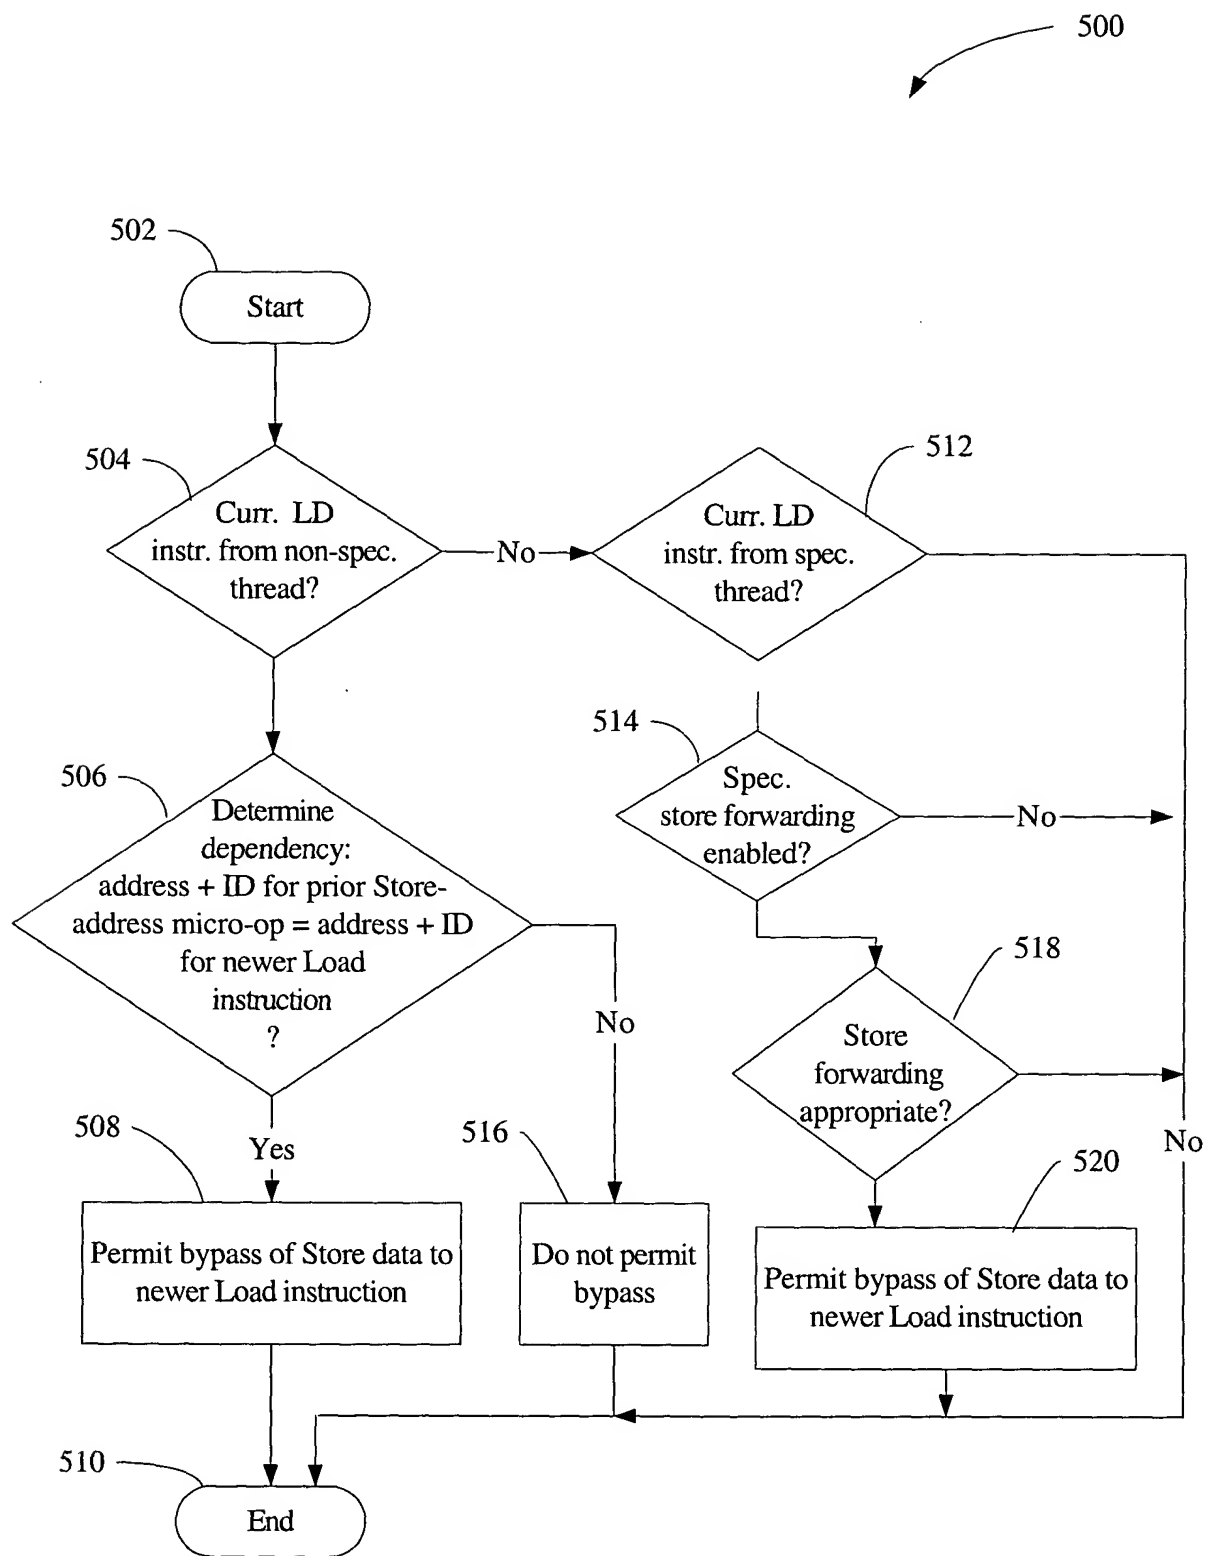 500
502
Start
504
Curr. LD
instr. from non-spec.
thread?
No
512
Curr. LD
instr. from spec.
thread?
506
Determine
dependency:
address + ID for prior Store-
address micro-op = address + ID
for newer Load
instruction
?
514
Spec.
store forwarding
enabled?
No
518
Store
forwarding
appropriate?
No
No
Yes
508
Permit bypass of Store data to
newer Load instruction
516
Do not permit
bypass
520
Permit bypass of Store data to
newer Load instruction
510
End